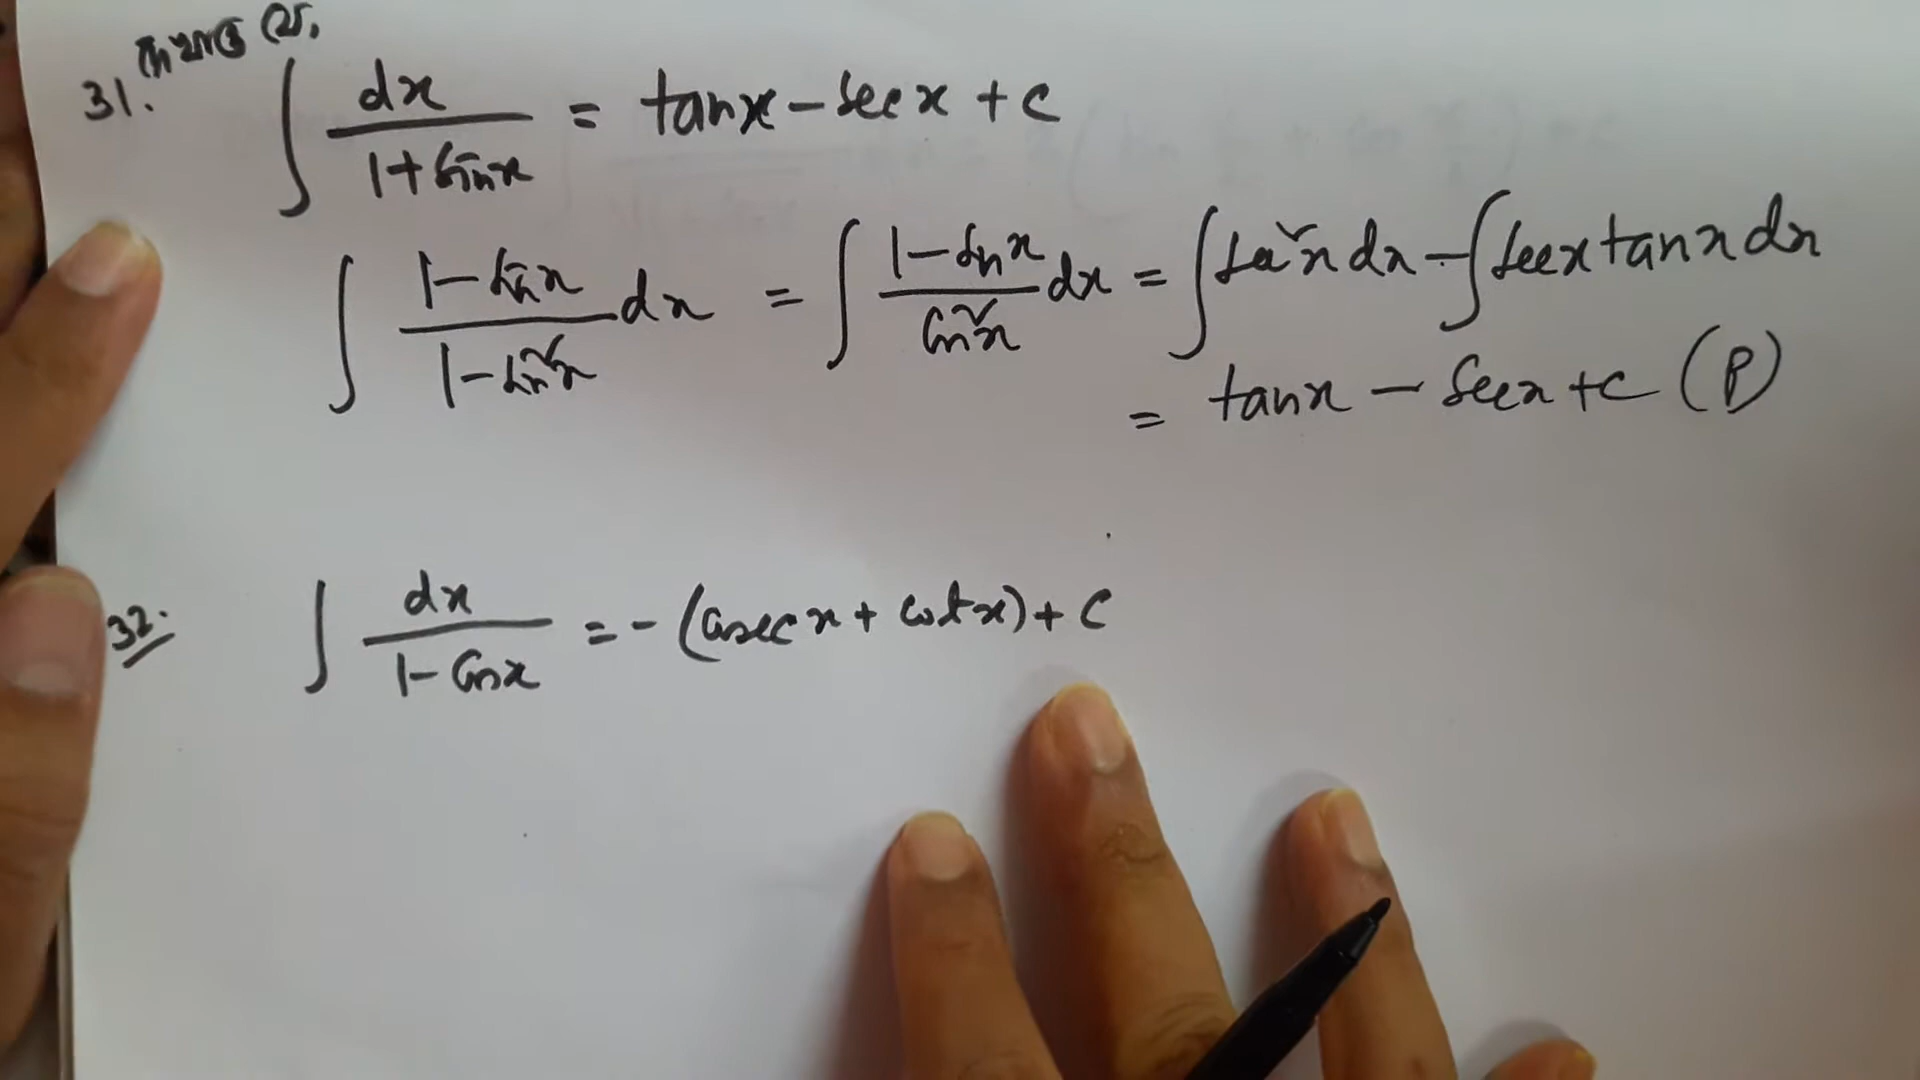 দেখাও যে,
31. ∫ dx/(1+sinx) = tanx - secx + c
∫ (1-sinx)/(1-sin²x) dx = ∫ (1-sinx)/cos²x dx = ∫ sec²x dx - ∫ secx tanx dx
= tanx - secx + c (P)
32. ∫ dx/(1-cosx) = - (cosecx + cotx) + c